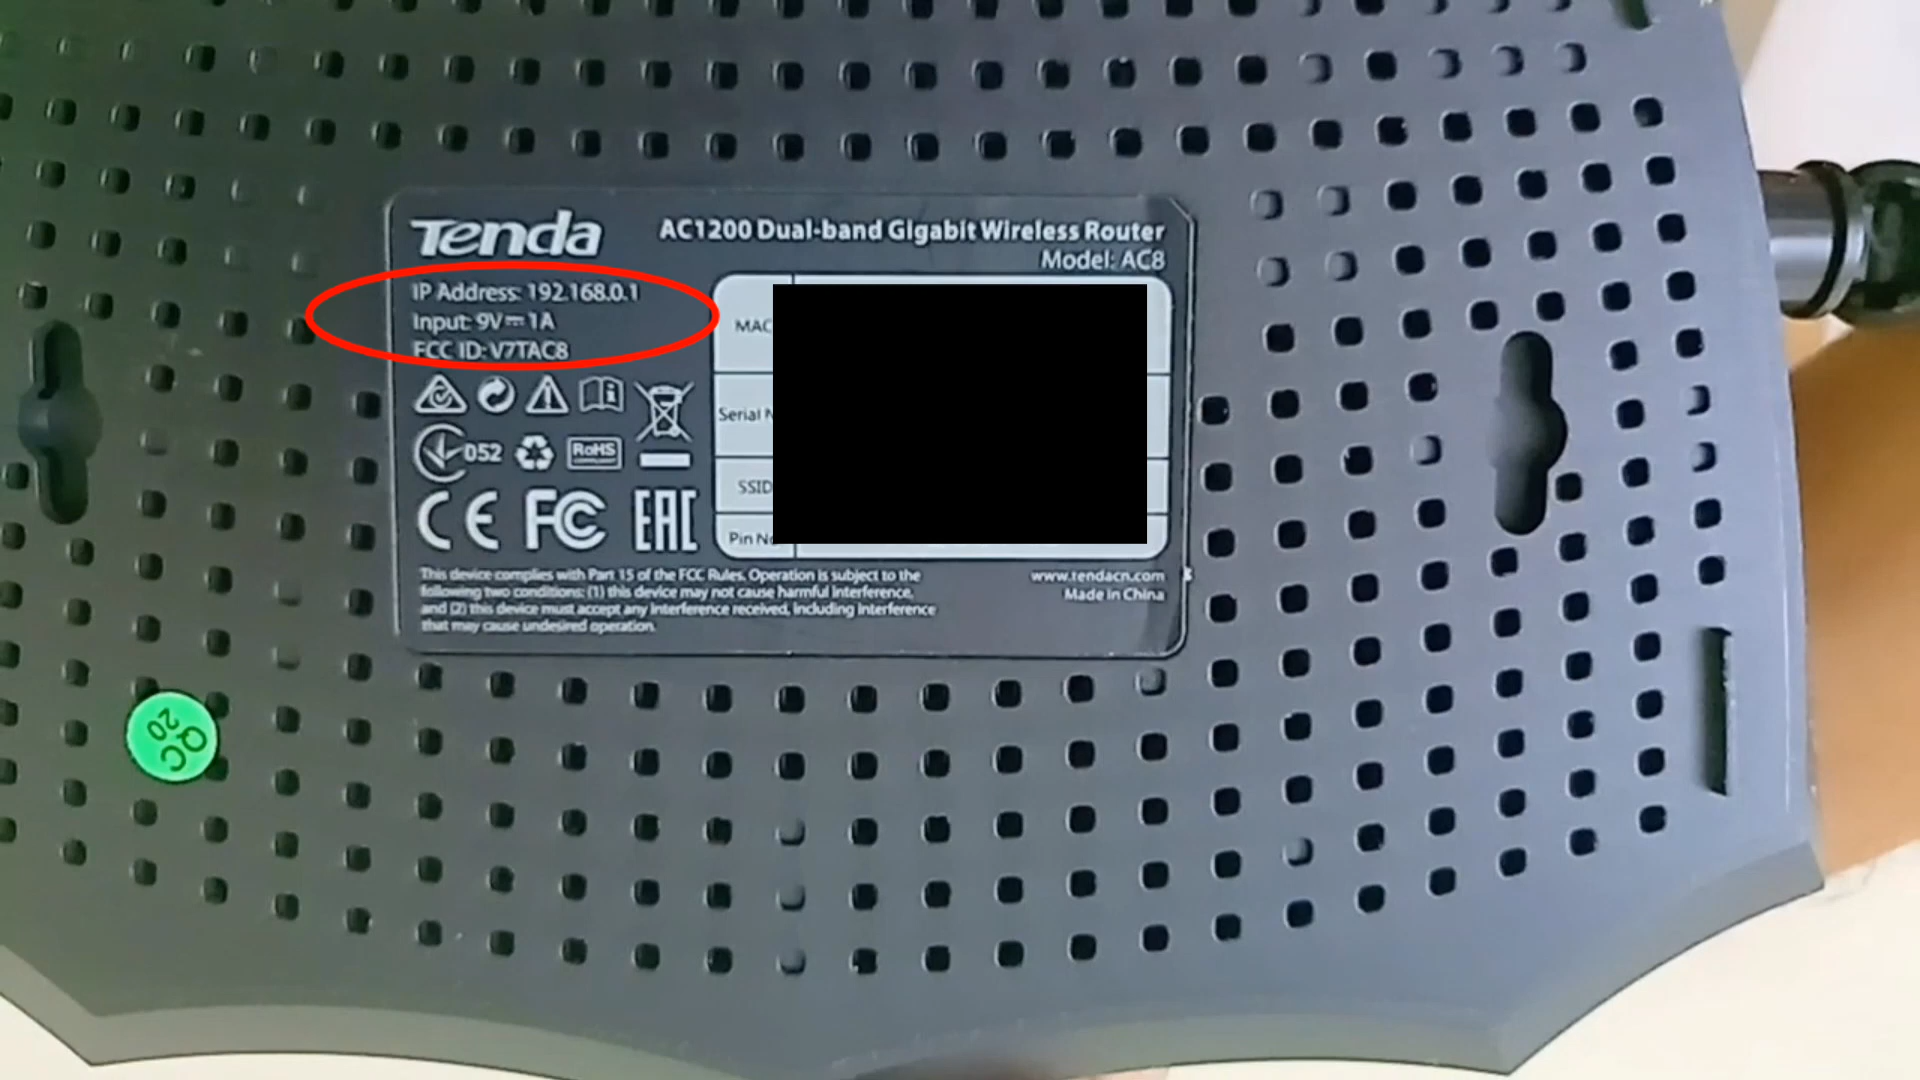 Tenda
AC1200 Dual-band Gigabit Wireless Router
Model: AC8
IP Address: 192.168.0.1
Input: 9V⎓1A
FCC ID: V7TAC8
MAC
Serial N
SSID
Pin No
052
RoHS
CE FC EAC
This device complies with Part 15 of the FCC Rules. Operation is subject to the
following two conditions: (1) this device may not cause harmful interference,
and (2) this device must accept any interference received, including interference
that may cause undesired operation.
www.tendacn.com
Made in China
QC
20